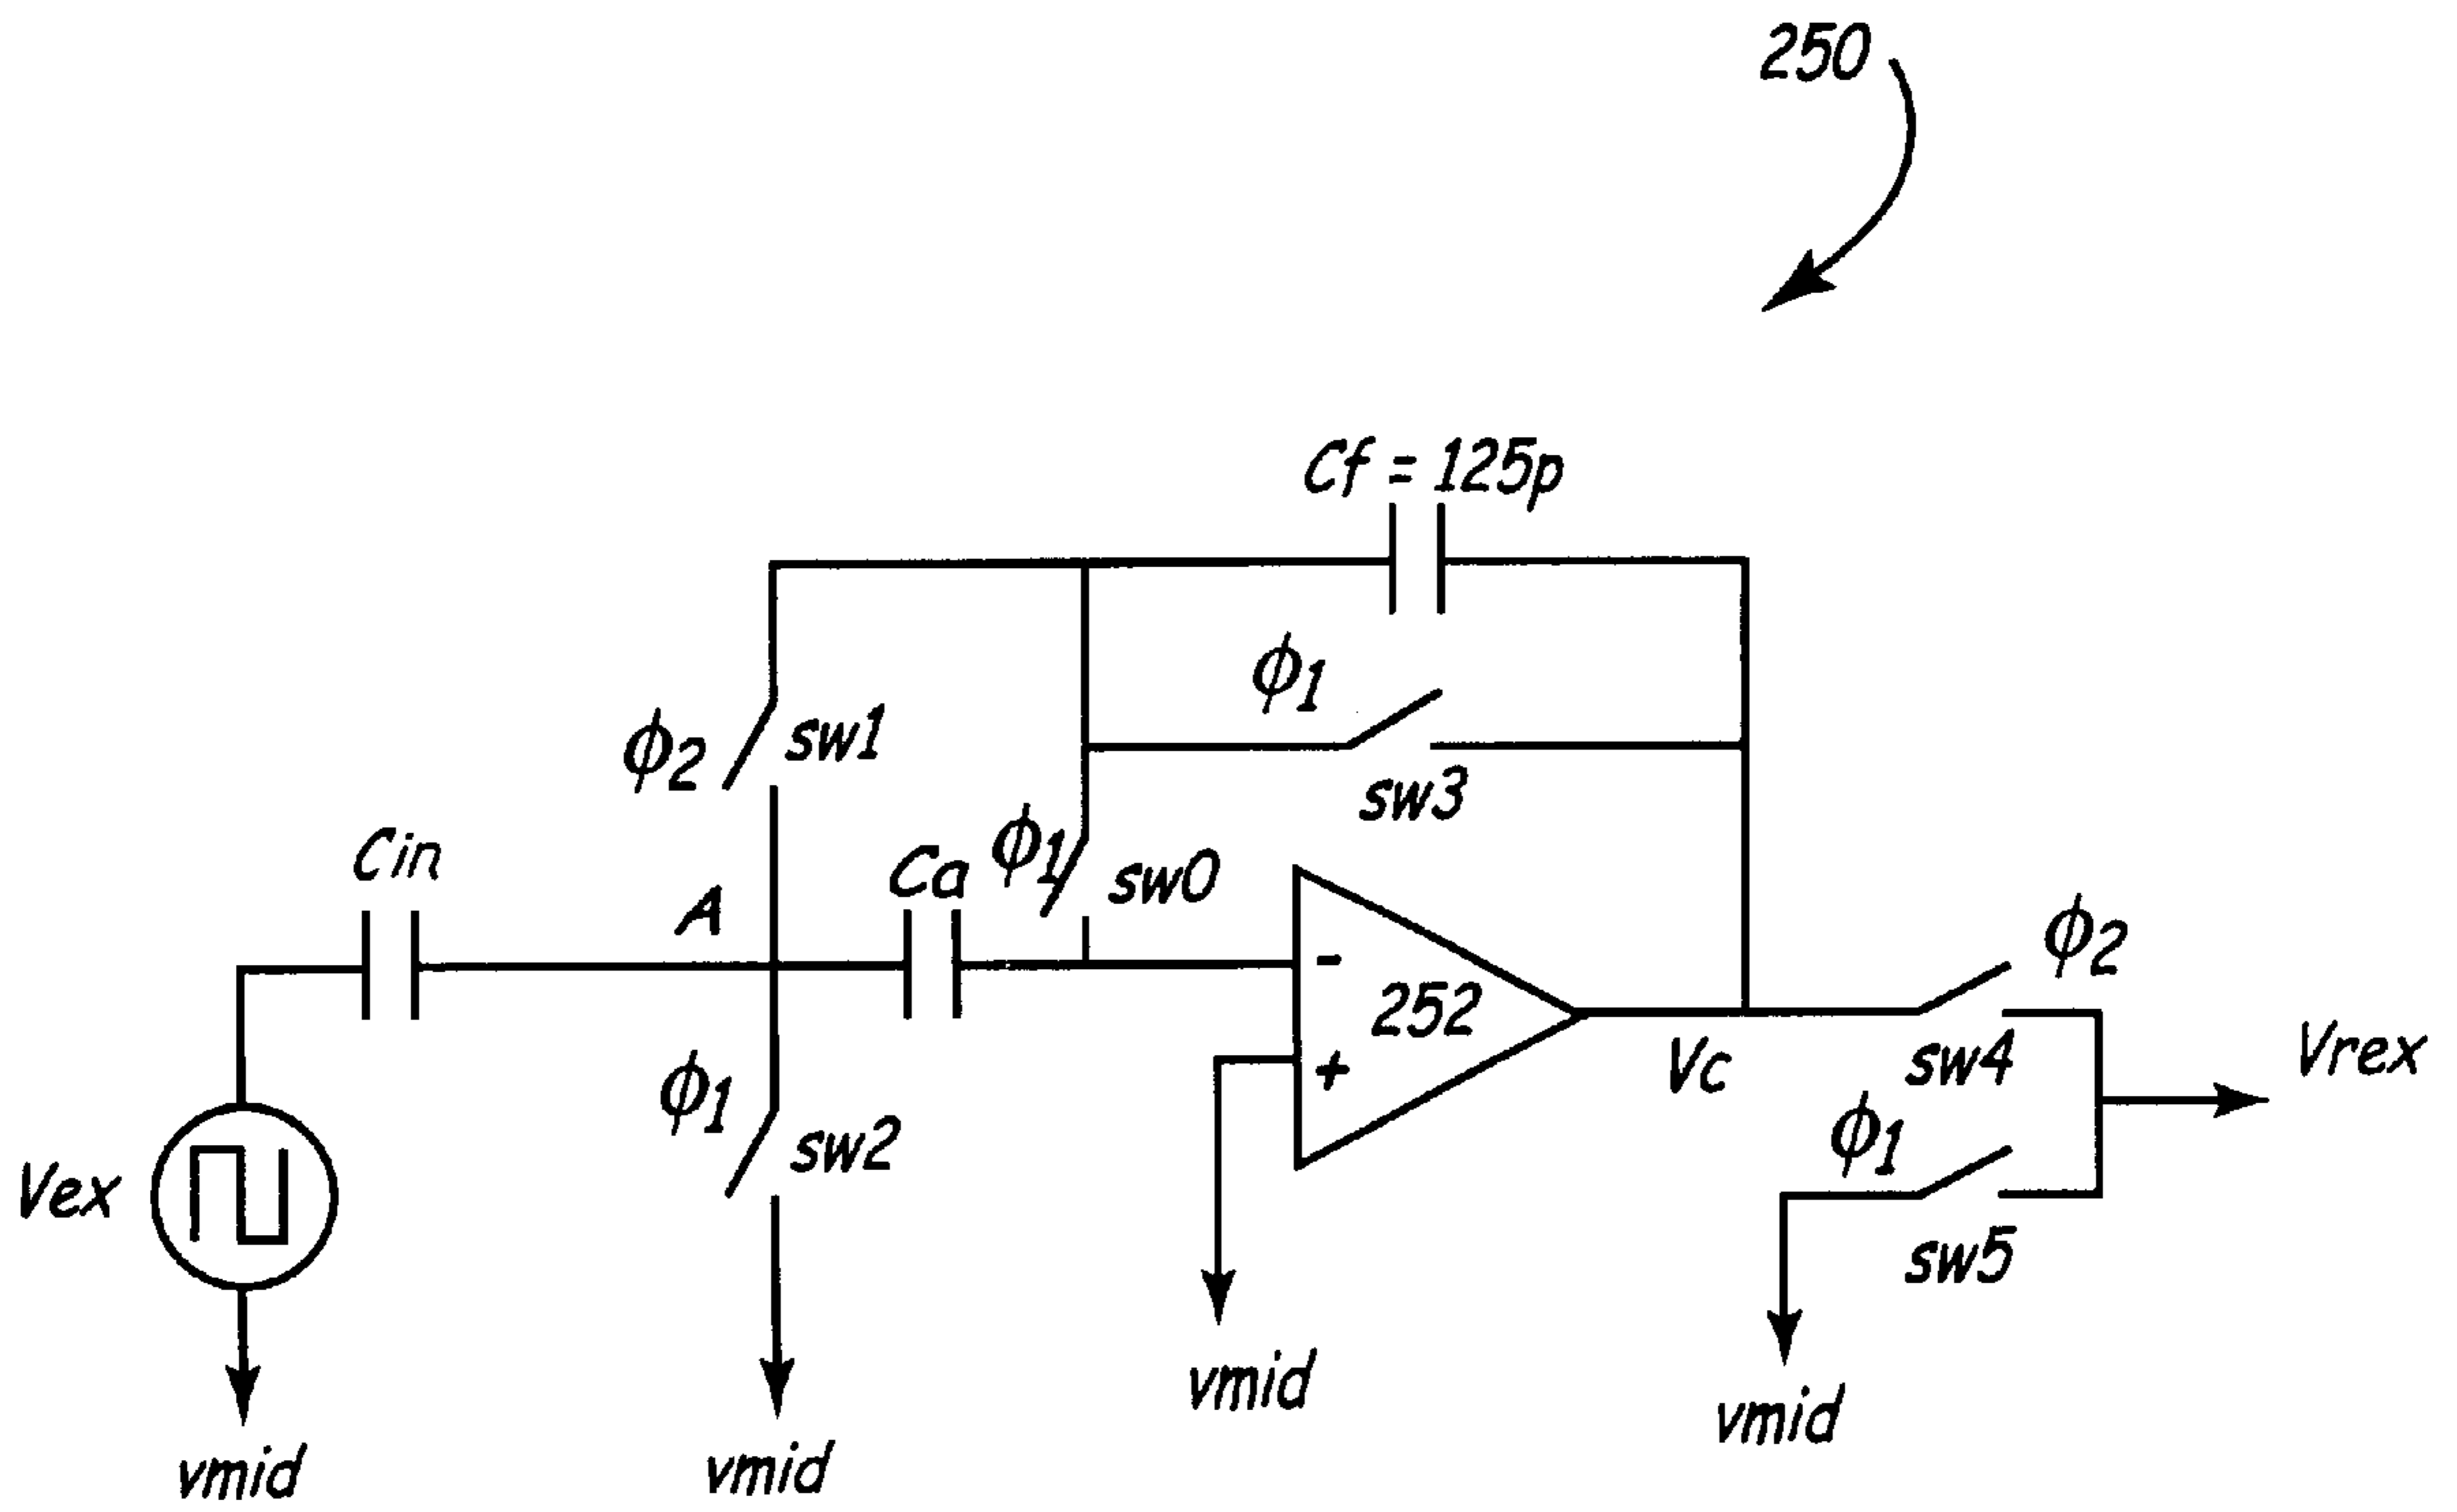 250
Cf = 125p
ϕ1
ϕ2 sw1
sw3
Cin
A
Ca
ϕ1
sw0
ϕ2
-
252
+
Vc
sw4
Vrex
ϕ1
sw2
ϕ1
Vex
sw5
vmid
vmid
vmid
vmid